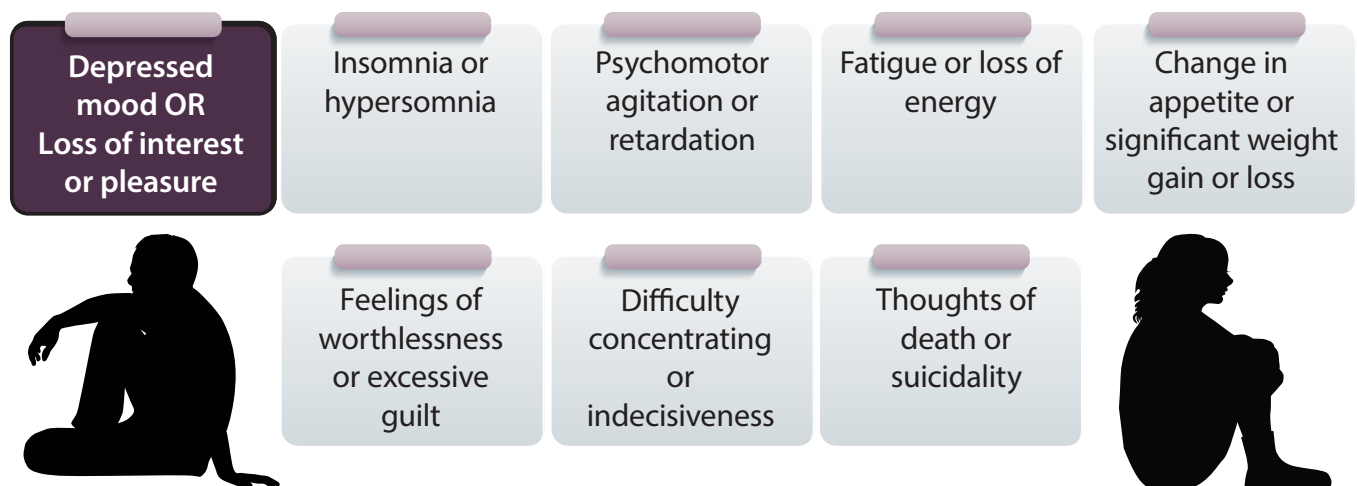 Depressed
mood OR
Loss of interest
or pleasure
Insomnia or
hypersomnia
Psychomotor
agitation or
retardation
Fatigue or loss of
energy
Change in
appetite or
significant weight
gain or loss
Feelings of
worthlessness
or excessive
guilt
Difficulty
concentrating
or
indecisiveness
Thoughts of
death or
suicidality